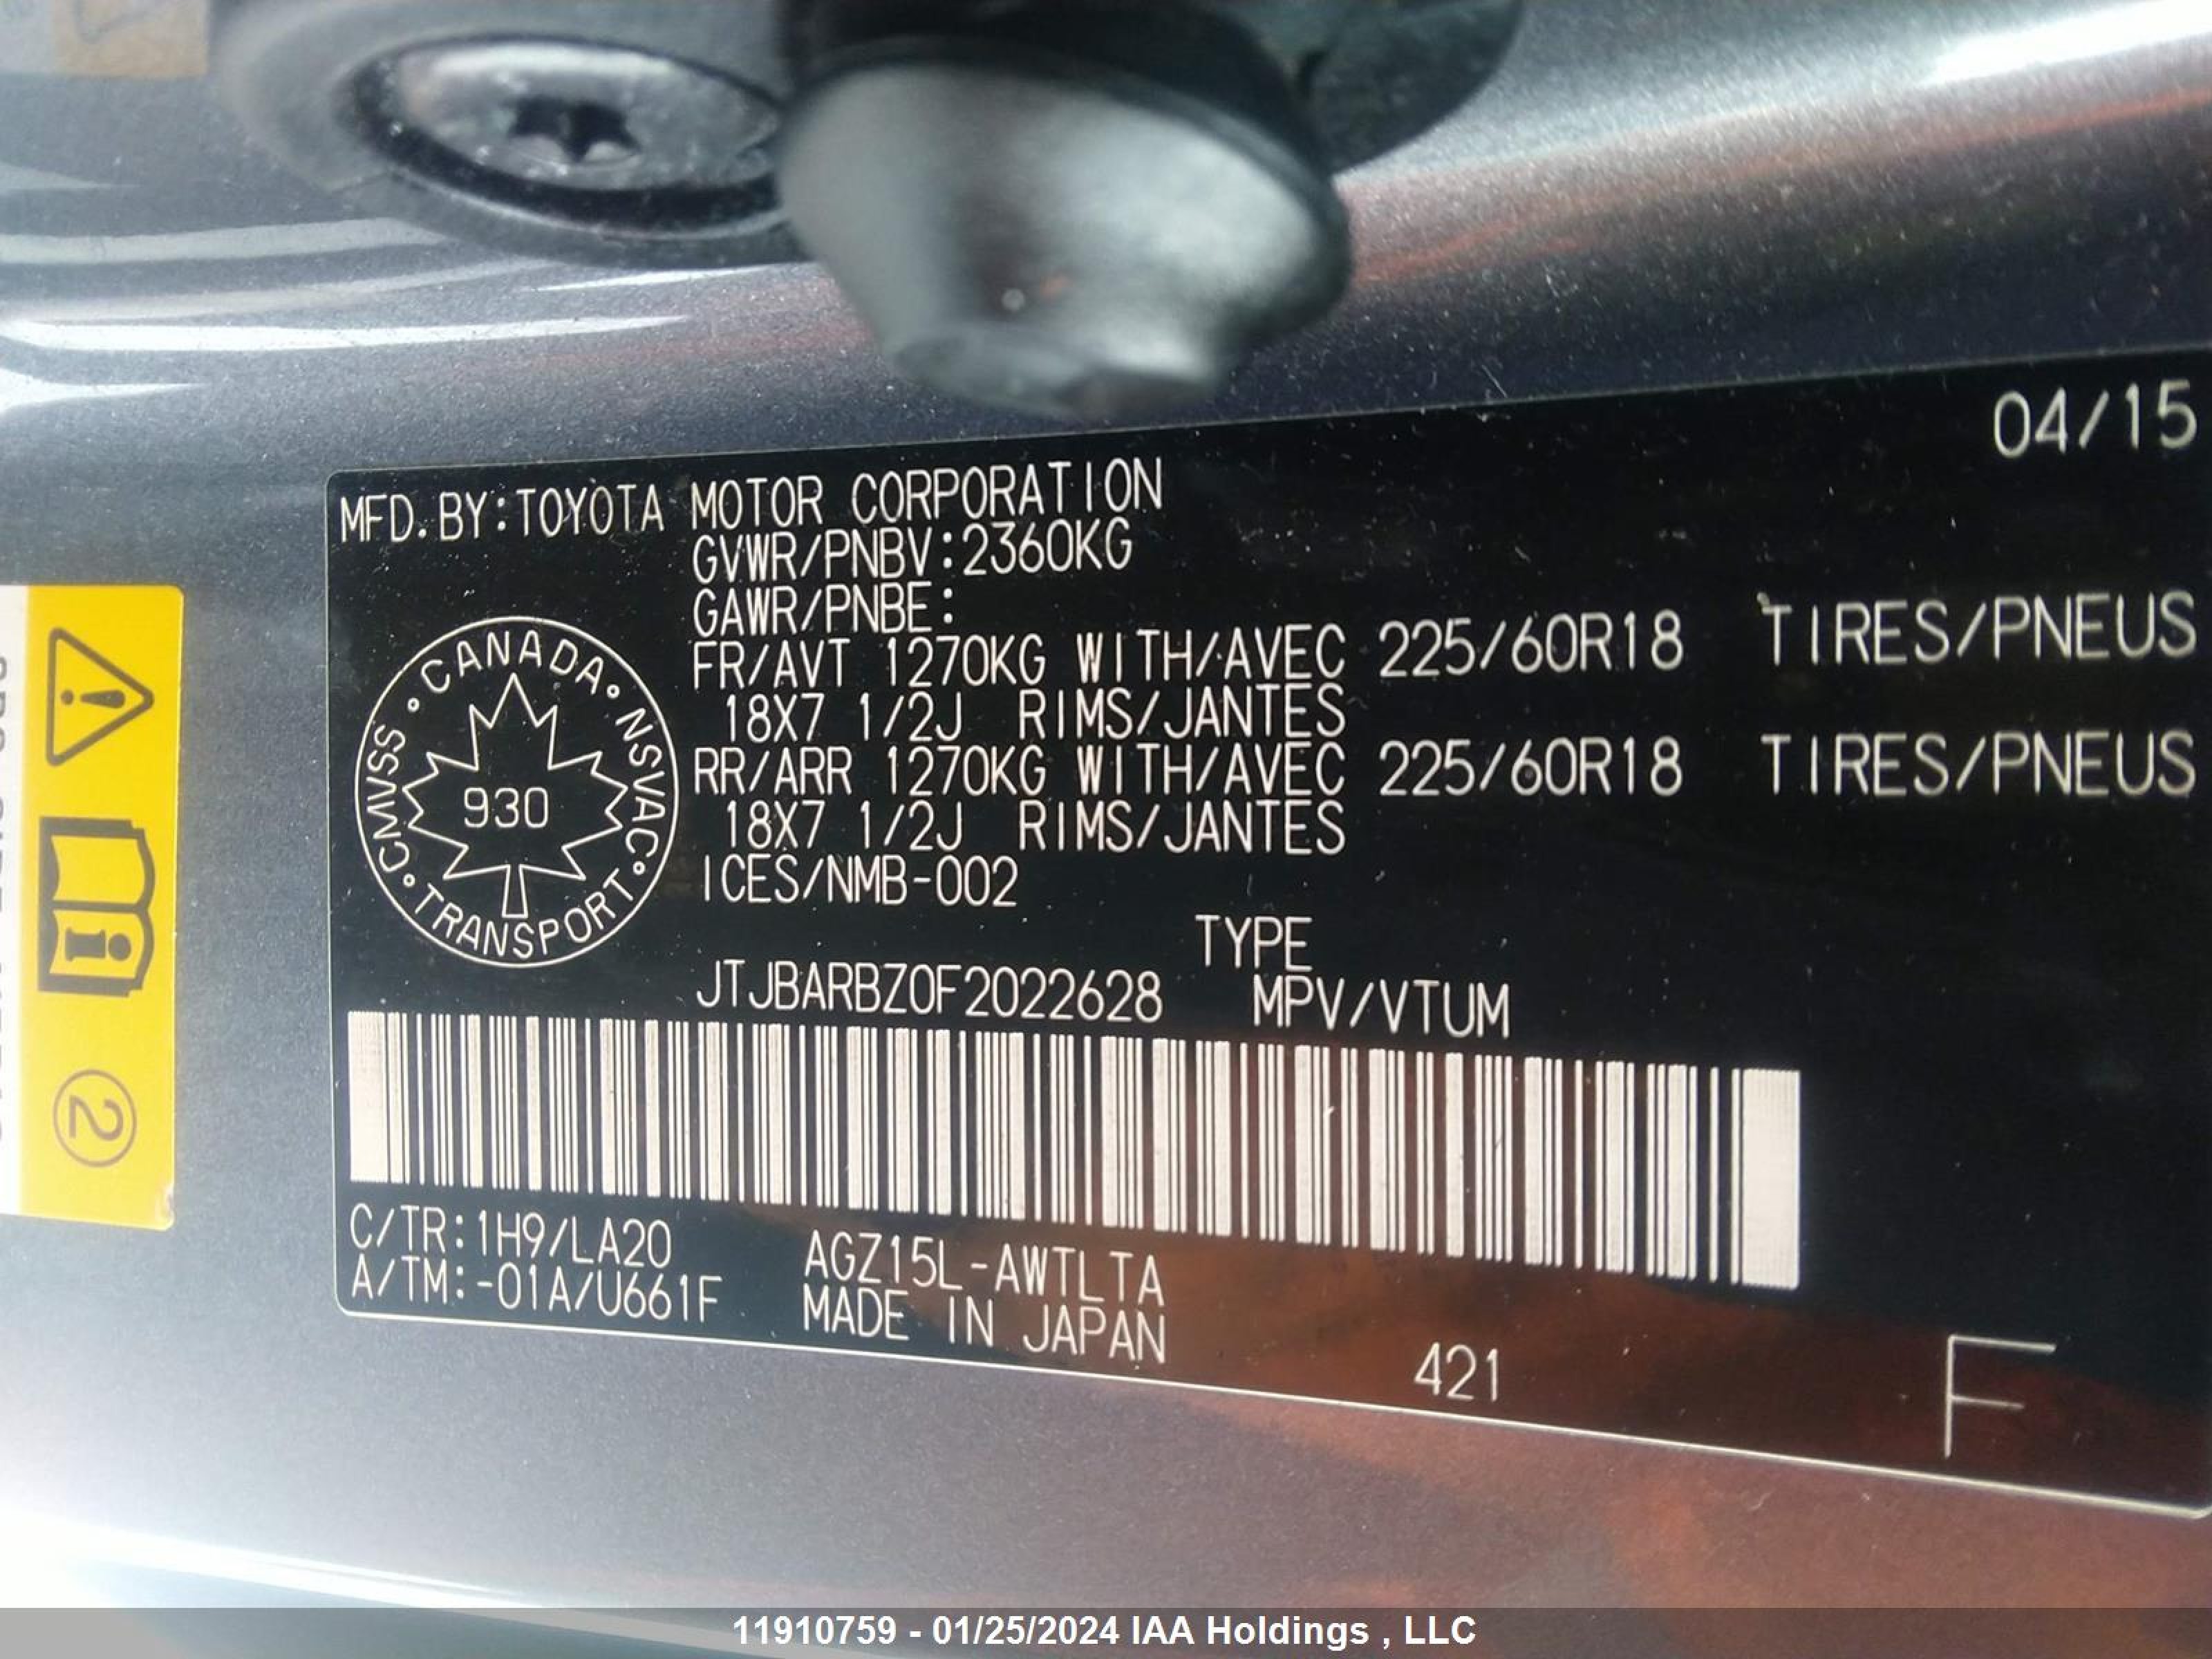 04/15
MFD.BY:TOYOTA MOTOR CORPORATION
GVWR/PNBV:2360KG
GAWR/PNBE:
FR/AVT 1270KG WITH/AVEC 225/60R18 TIRES/PNEUS
18X7 1/2J RIMS/JANTES
RR/ARR 1270KG WITH/AVEC 225/60R18 TIRES/PNEUS
18X7 1/2J RIMS/JANTES
ICES/NMB-002
CANADA
NSVAC
TRANSPORT
CMVSS
930
TYPE
JTJBARBZ0F2022628 MPV/VTUM
C/TR:1H9/LA20 AGZ15L-AWTLTA
A/TM:-01A/U661F MADE IN JAPAN
421
F
2
11910759 - 01/25/2024 IAA Holdings , LLC